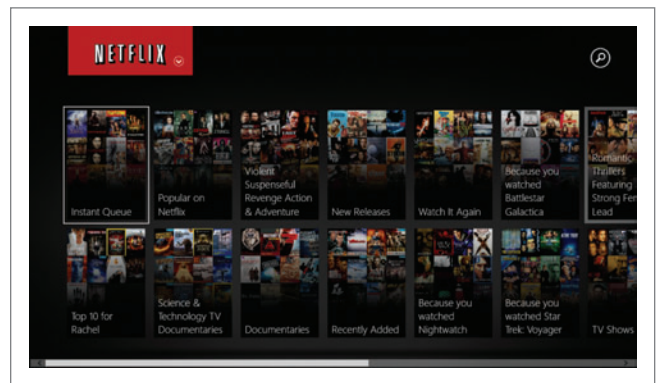 NETFLIX
Instant Queue
Popular on
Netflix
Violent
Suspenseful
Revenge Action
& Adventure
New Releases
Watch It Again
Because you
watched
Battlestar
Galactica
Romantic
Thrillers
Featuring
Strong Fem
Lead
Top 10 for
Rachel
Science &
Technology TV
Documentaries
Documentaries
Recently Added
Because you
watched
Nightwatch
Because you
watched Star
Trek: Voyager
TV Shows